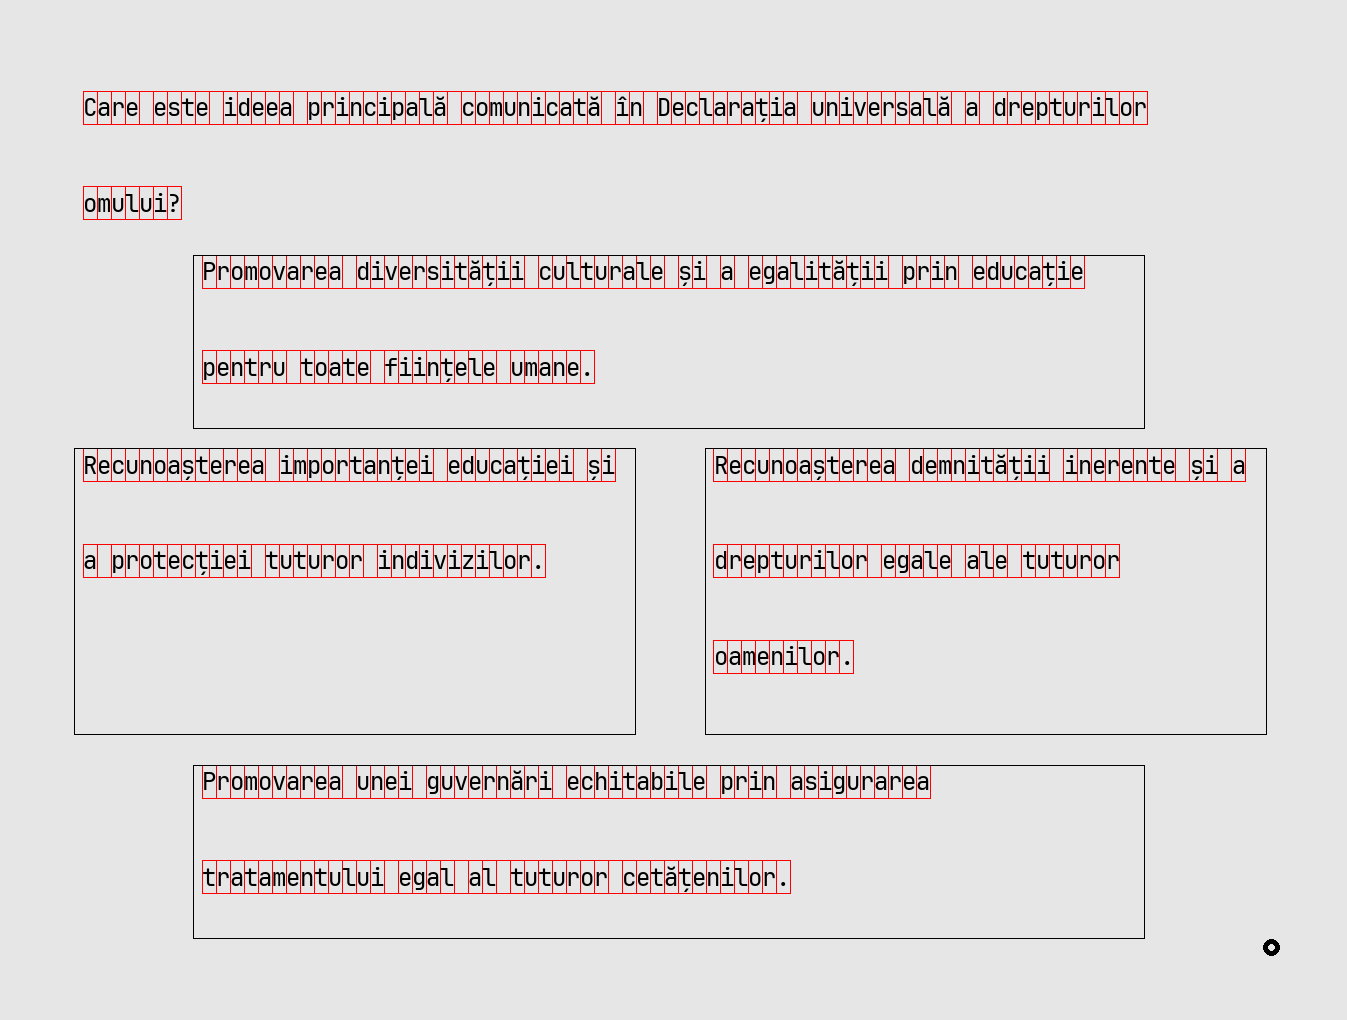 Care este ideea principală comunicată în Declarația universală a drepturilor
omului?
Promovarea diversității culturale și a egalității prin educație
pentru toate ființele umane.
Recunoașterea importanței educației și
a protecției tuturor indivizilor.
Recunoașterea demnității inerente și a
drepturilor egale ale tuturor
oamenilor.
Promovarea unei guvernări echitabile prin asigurarea
tratamentului egal al tuturor cetățenilor.